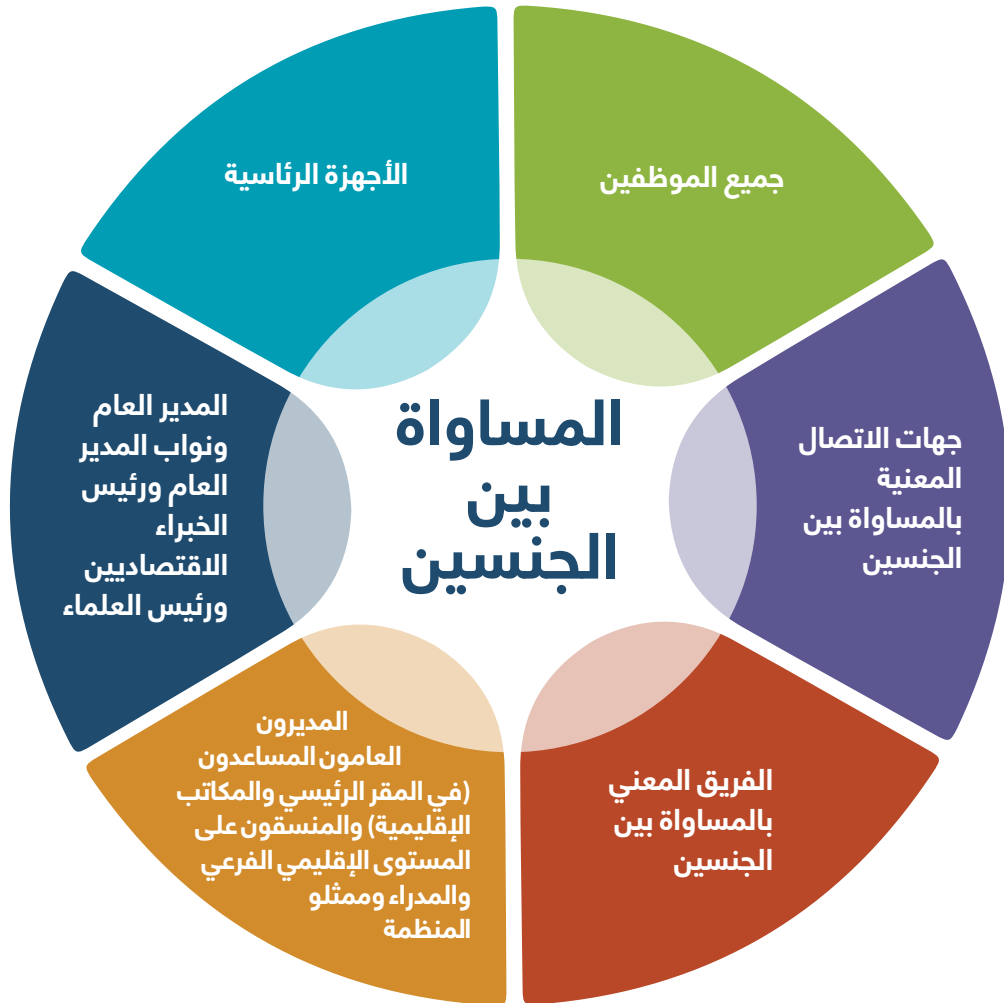 الأجهزة الرئاسية
جميع الموظفين
المدير العام
ونواب المدير
العام ورئيس
الخبراء
الاقتصاديين
ورئيس العلماء
المساواة
بين
الجنسين
جهات الاتصال
المعنية
بالمساواة بين
الجنسين
المديرون
العامون المساعدون
(في المقر الرئيسي والمكاتب
الإقليمية) والمنسقون على
المستوى الإقليمي الفرعي
والمدراء وممثلو
المنظمة
الفريق المعني
بالمساواة بين
الجنسين